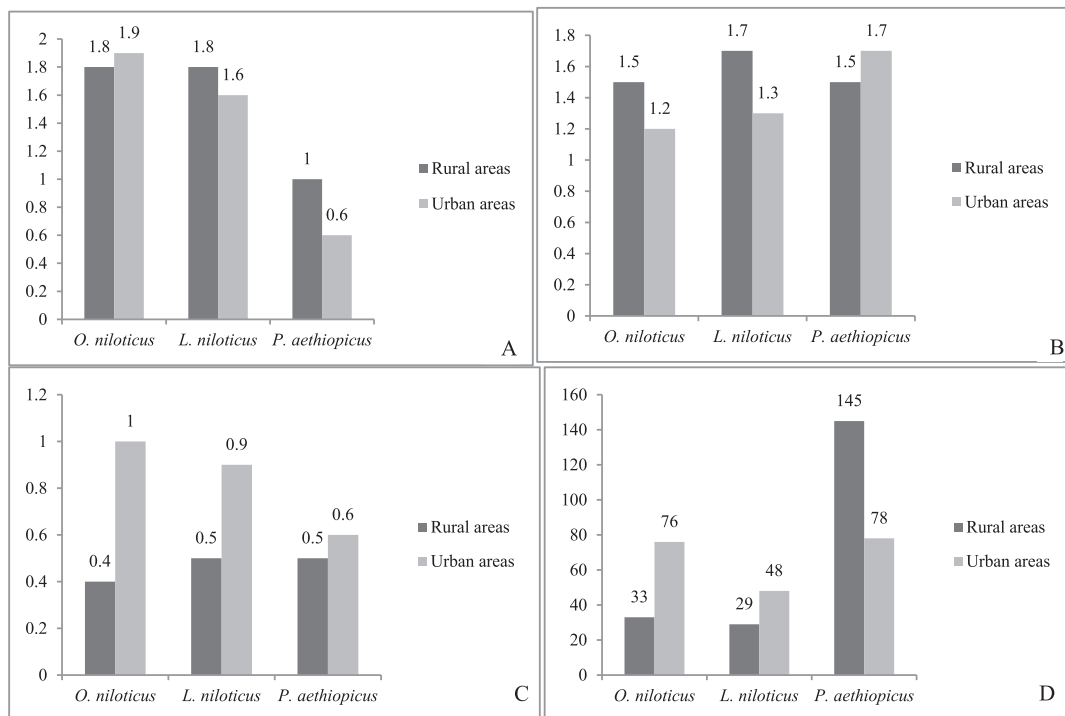 2
1.8
1.6
1.4
1.2
1
0.8
0.6
0.4
0.2
0
1.8
1.9
1.8
1.6
1
0.6
O. niloticus
L. niloticus
P. aethiopicus
Rural areas
Urban areas
A
1.8
1.6
1.4
1.2
1
0.8
0.6
0.4
0.2
0
1.5
1.2
1.7
1.3
1.5
1.7
O. niloticus
L. niloticus
P. aethiopicus
Rural areas
Urban areas
B
1.2
1
0.8
0.6
0.4
0.2
0
0.4
1
0.5
0.9
0.5
0.6
O. niloticus
L. niloticus
P. aethiopicus
Rural areas
Urban areas
C
160
140
120
100
80
60
40
20
0
33
76
29
48
145
78
O. niloticus
L. niloticus
P. aethiopicus
Rural areas
Urban areas
D